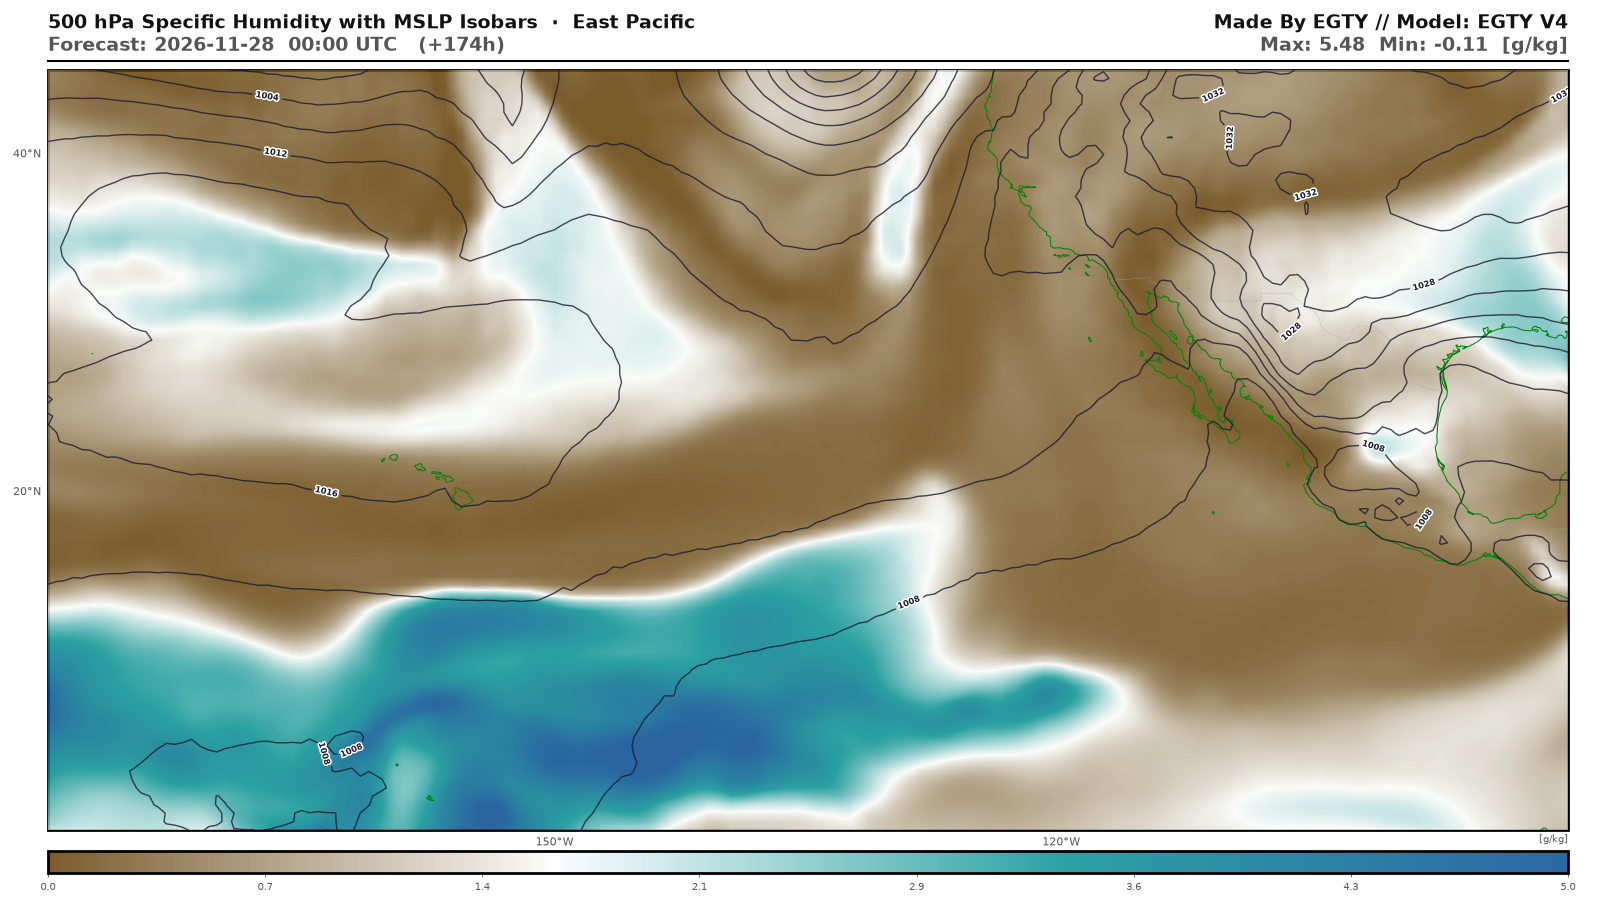 500 hPa Specific Humidity with MSLP Isobars · East Pacific
Made By EGTY // Model: EGTY V4
Forecast: 2026-11-28 00:00 UTC (+174h)
Max: 5.48 Min: -0.11 [g/kg]
1004
1032
1032
40°N
1012
1032
1032
1028
1028
1008
20°N
1016
1008
1008
1008
1008
150°W
120°W
[g/kg]
0.0
0.7
1.4
2.1
2.9
3.6
4.3
5.0